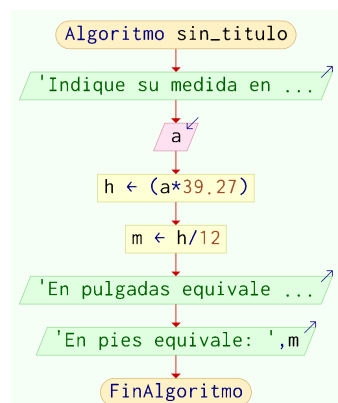 Algoritmo sin_titulo
'Indique su medida en ...
a
h ← (a*39.27)
m ← h/12
'En pulgadas equivale ...
'En pies equivale: ',m
FinAlgoritmo